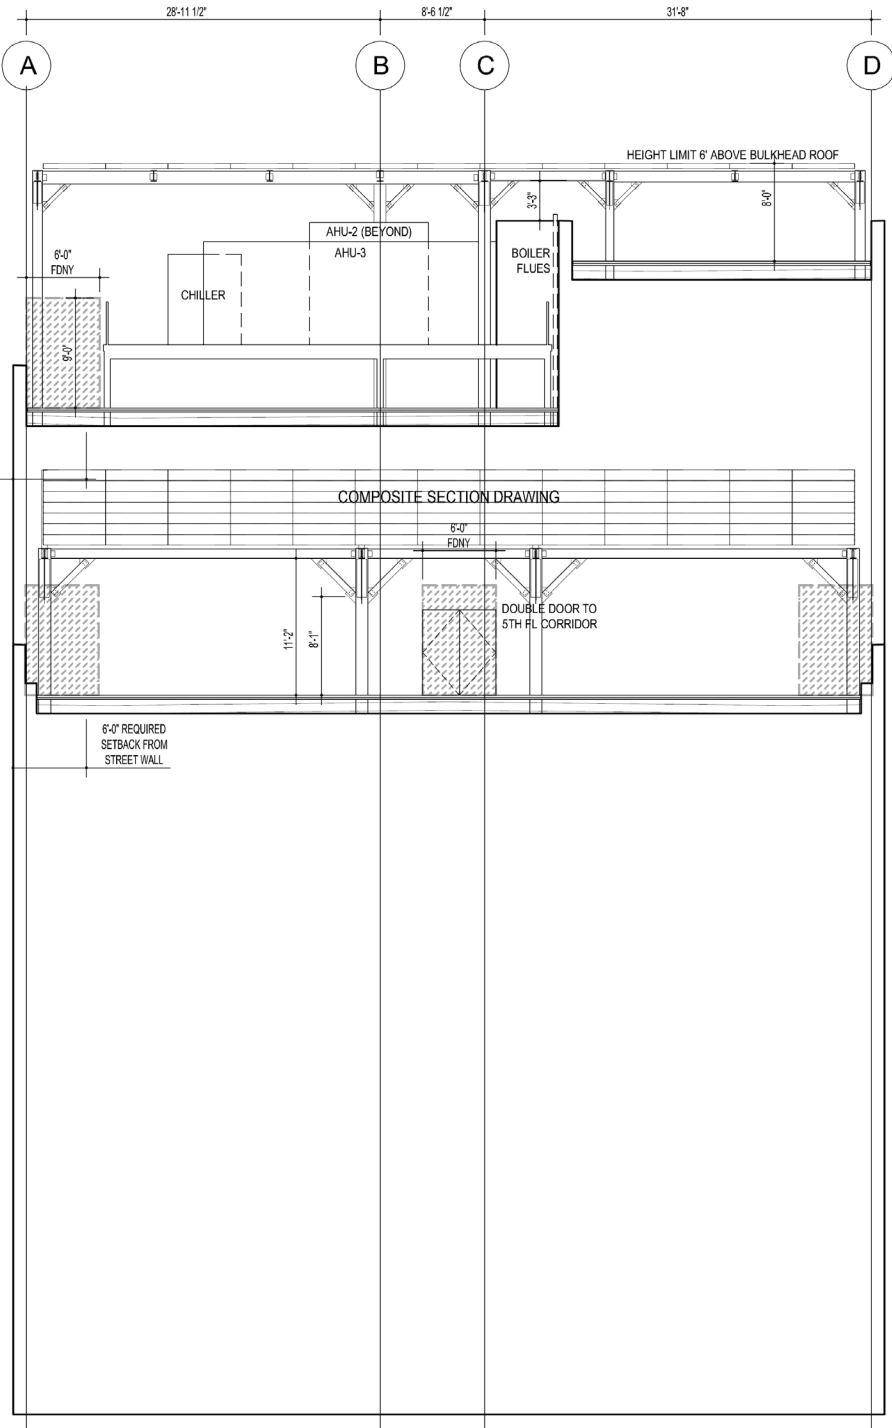 28'-11 1/2"
8'-6 1/2"
31'-8"
A
B
C
D
HEIGHT LIMIT 6' ABOVE BULKHEAD ROOF
3'-3"
8'-0"
AHU-2 (BEYOND)
AHU-3
BOILER
FLUES
6'-0"
FDNY
CHILLER
9'-0"
COMPOSITE SECTION DRAWING
6'-0"
FDNY
DOUBLE DOOR TO
5TH FL CORRIDOR
11'-2"
8'-1"
6'-0" REQUIRED
SETBACK FROM
STREET WALL